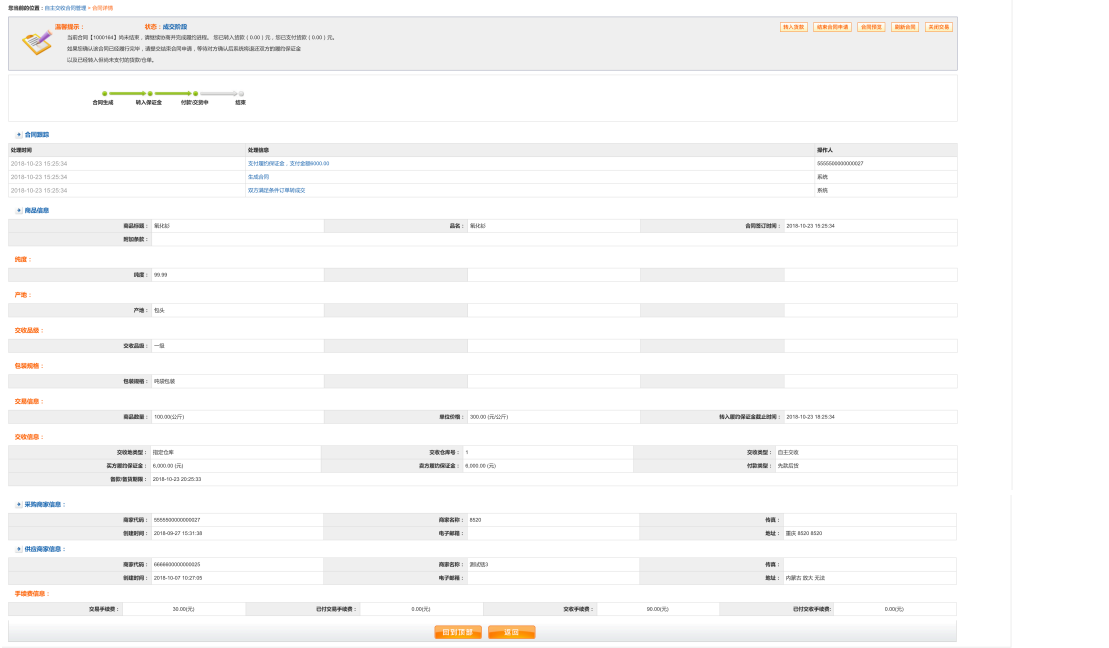 您当前的位置：自主交收合同管理 > 合同详情
温馨提示：
状态：成交阶段
转入货款 结束合同申请 合同预览 刷新合同 关闭交易
当前合同【1000164】尚未结束，请继续协善并完成履约进程。 您已转入货款（ 0.00 ）元，您已支付货款（ 0.00 ）元。
如果您确认该合同已经履行完毕，请提交结束合同申请，等待对方确认后系统将退还双方的履约保证金
以及已经转入但尚未支付的货款/仓单。
合同生成 转入保证金 付款\交货中 结束
合同跟踪
处理时间 处理信息 操作人
2018-10-23 15:25:34 支付履约保证金，支付金额6000.00 5555500000000027
2018-10-23 15:25:34 生成合同 系统
2018-10-23 15:25:34 双方满足条件订单转成交 系统
商品信息
商品标题： 氧化钐 品名： 氧化钐 合同签订时间： 2018-10-23 15:25:34
附加条款：
纯度：
纯度： 99.99
产地：
产地： 包头
交收品级：
交收品级： 一级
包装规格：
包装规格： 吨袋包装
交易信息：
商品数量： 100.00(公斤) 单位价格： 300.00 (元/公斤) 转入履约保证金截止时间： 2018-10-23 18:25:34
交收信息：
交收地类型： 指定仓库 交收仓库号： 1 交收类型： 自主交收
买方履约保证金： 6,000.00 (元) 卖方履约保证金： 6,000.00 (元) 付款类型： 先款后货
备款/备货期限： 2018-10-23 20:25:33
采购商家信息：
商家代码： 5555500000000027 商家名称： 8520 传真：
创建时间： 2018-09-27 15:31:38 电子邮箱： 地址： 重庆 8520 8520
供应商家信息：
商家代码： 6666600000000025 商家名称： 测试陌3 传真：
创建时间： 2018-10-07 10:27:05 电子邮箱： 地址： 内蒙古 放大 无法
手续费信息：
交易手续费： 30.00(元) 已付交易手续费： 0.00(元) 交收手续费： 90.00(元) 已付交收手续费： 0.00(元)
回到顶部 返回